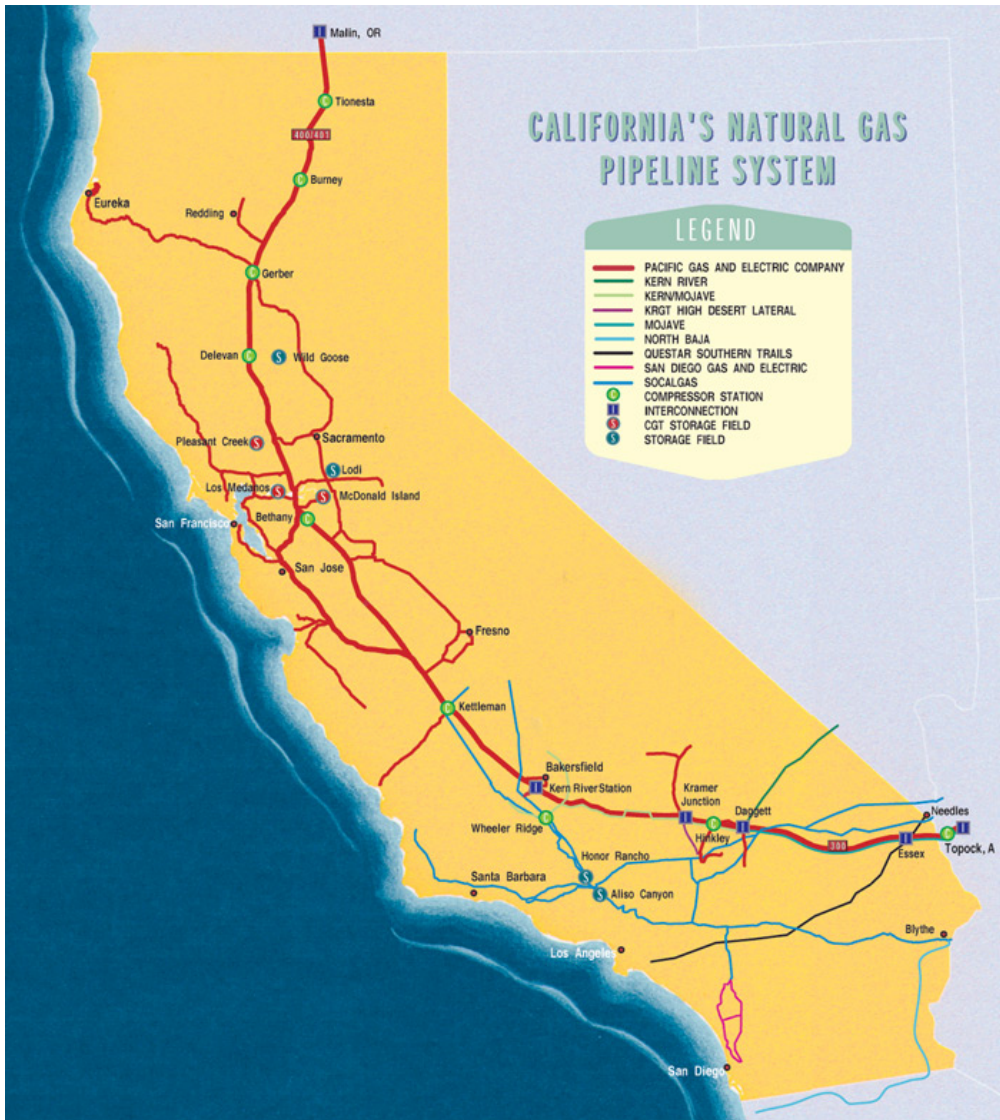 Malin, OR
Tionesta
CALIFORNIA'S NATURAL GAS
PIPELINE SYSTEM
400/401
Burney
Eureka
Redding
LEGEND
PACIFIC GAS AND ELECTRIC COMPANY
KERN RIVER
KERN/MOJAVE
KRGT HIGH DESERT LATERAL
MOJAVE
NORTH BAJA
QUESTAR SOUTHERN TRAILS
SAN DIEGO GAS AND ELECTRIC
SOCALGAS
C COMPRESSOR STATION
I INTERCONNECTION
S CGT STORAGE FIELD
S STORAGE FIELD
Gerber
Delevan
Wild Goose
Pleasant Creek
Sacramento
Lodi
Los Medanos
McDonald Island
San Francisco
Bethany
San Jose
Fresno
Kettleman
Bakersfield
Kern River Station
Kramer
Junction
Daggett
Needles
Wheeler Ridge
Hinkley
300
Essex
Topock, A
Honor Rancho
Santa Barbara
Aliso Canyon
Blythe
Los Angeles
San Diego